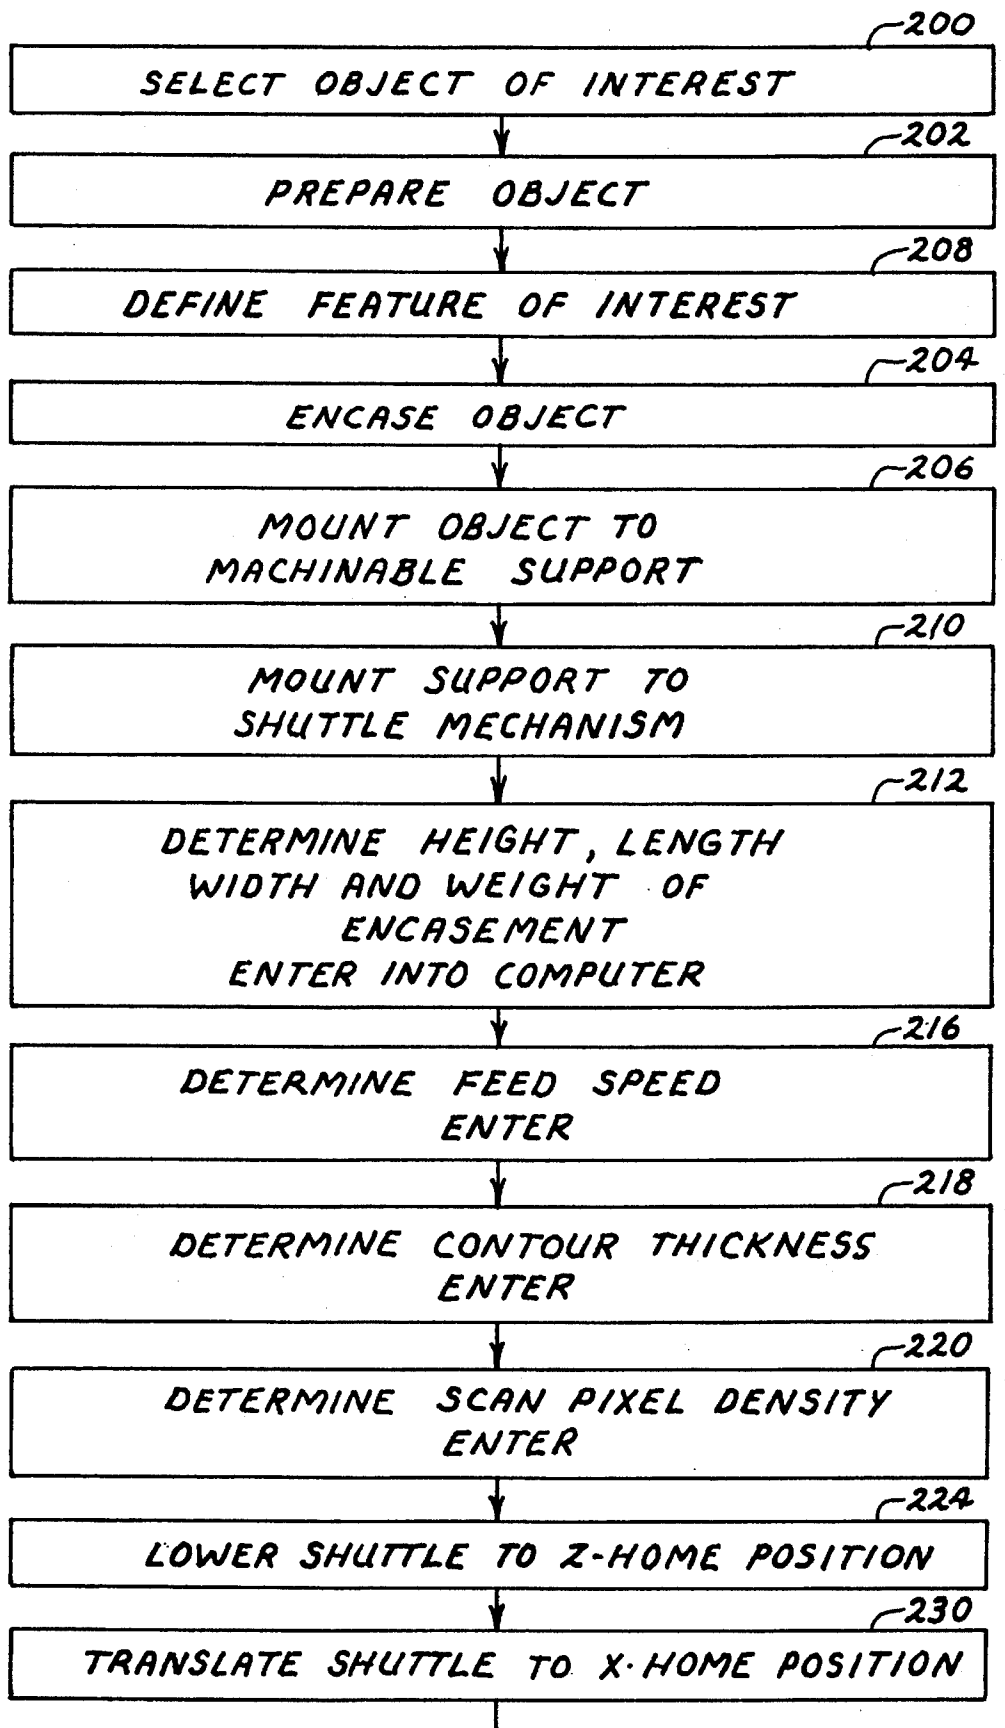 200
SELECT OBJECT OF INTEREST
202
PREPARE OBJECT
208
DEFINE FEATURE OF INTEREST
204
ENCASE OBJECT
206
MOUNT OBJECT TO
MACHINABLE SUPPORT
210
MOUNT SUPPORT TO
SHUTTLE MECHANISM
212
DETERMINE HEIGHT, LENGTH
WIDTH AND WEIGHT OF
ENCASEMENT
ENTER INTO COMPUTER
216
DETERMINE FEED SPEED
ENTER
218
DETERMINE CONTOUR THICKNESS
ENTER
220
DETERMINE SCAN PIXEL DENSITY
ENTER
224
LOWER SHUTTLE TO Z-HOME POSITION
230
TRANSLATE SHUTTLE TO X-HOME POSITION